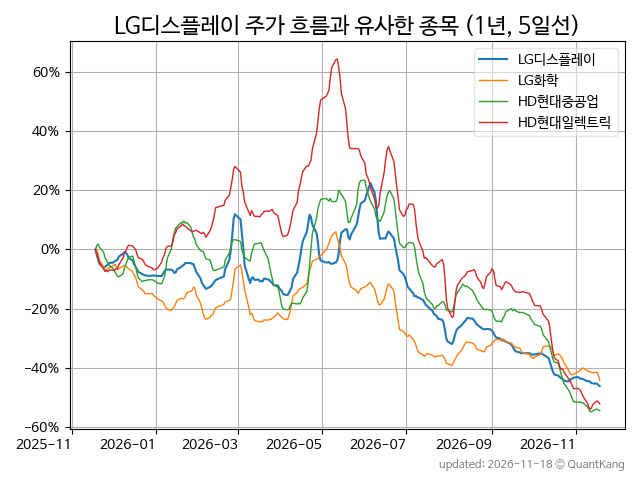 LG디스플레이 주가 흐름과 유사한 종목 (1년, 5일선)
LG디스플레이
LG화학
HD현대중공업
HD현대일렉트릭
60%
40%
20%
0%
−20%
−40%
−60%
2025-11
2026-01
2026-03
2026-05
2026-07
2026-09
2026-11
updated: 2026-11-18 © QuantKang